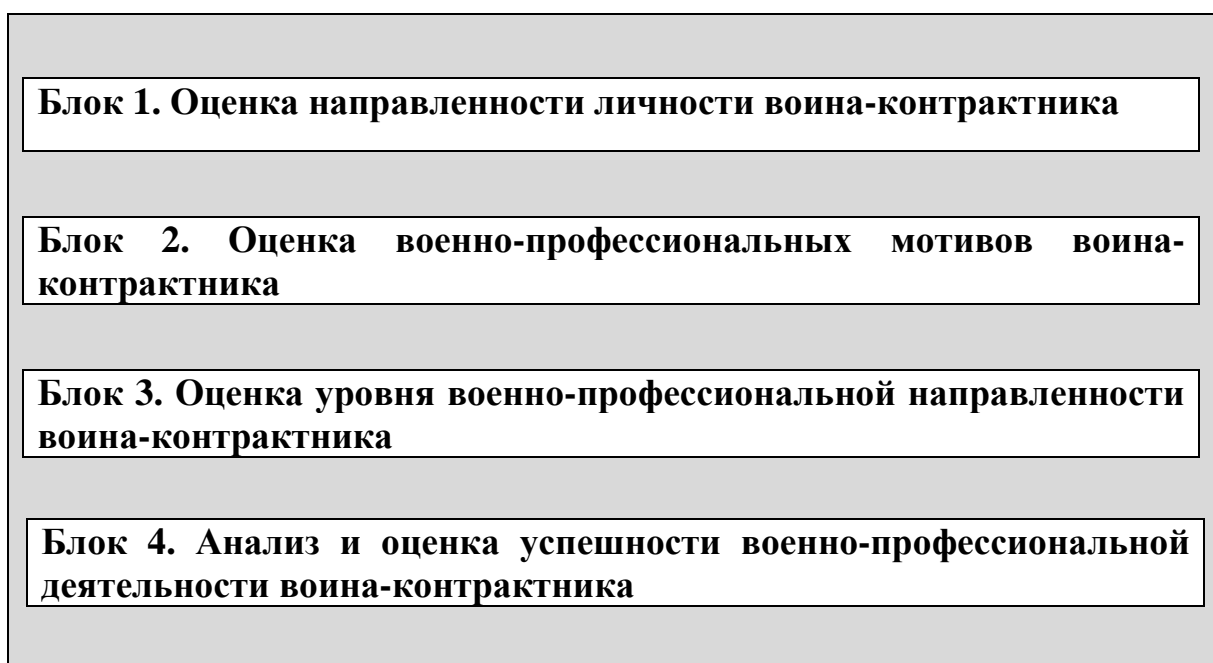 Блок 1. Оценка направленности личности воина-контрактника
Блок 2. Оценка военно-профессиональных мотивов воина-
контрактника
Блок 3. Оценка уровня военно-профессиональной направленности
воина-контрактника
Блок 4. Анализ и оценка успешности военно-профессиональной
деятельности воина-контрактника